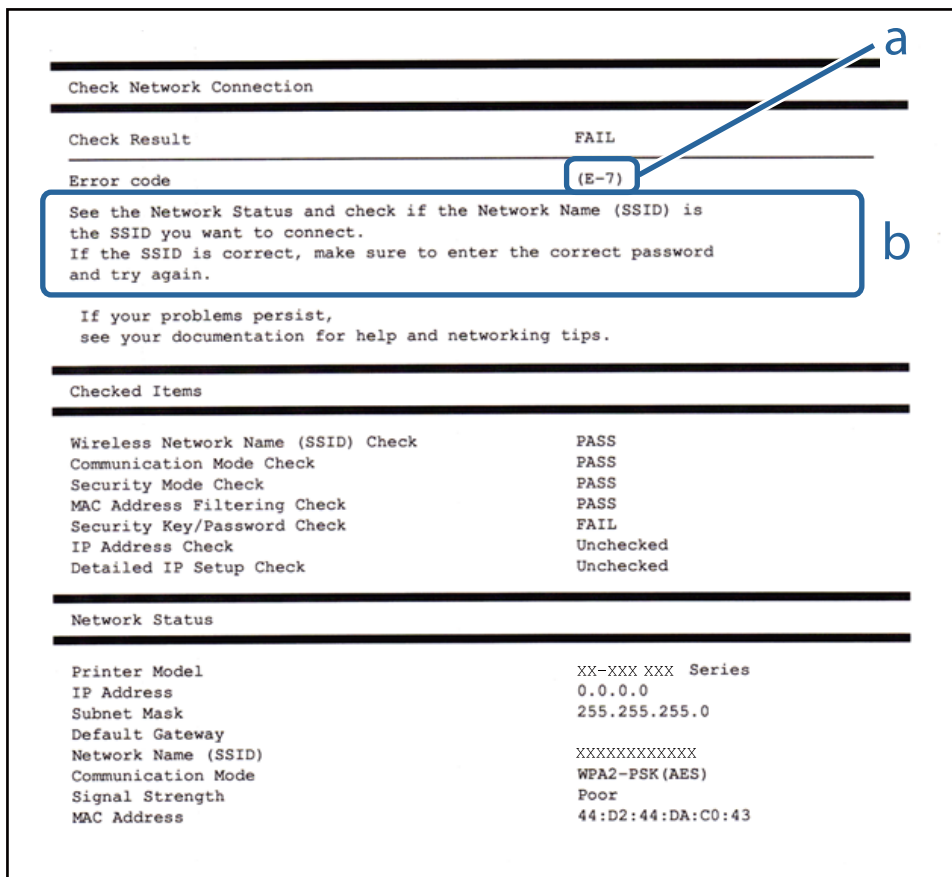 a
Check Network Connection
Check Result FAIL
Error code (E-7)
See the Network Status and check if the Network Name (SSID) is
the SSID you want to connect.
If the SSID is correct, make sure to enter the correct password
and try again.
b
If your problems persist,
see your documentation for help and networking tips.
Checked Items
Wireless Network Name (SSID) Check PASS
Communication Mode Check PASS
Security Mode Check PASS
MAC Address Filtering Check PASS
Security Key/Password Check FAIL
IP Address Check Unchecked
Detailed IP Setup Check Unchecked
Network Status
Printer Model XX-XXX XXX Series
IP Address 0.0.0.0
Subnet Mask 255.255.255.0
Default Gateway
Network Name (SSID) XXXXXXXXXXXX
Communication Mode WPA2-PSK(AES)
Signal Strength Poor
MAC Address 44:D2:44:DA:C0:43